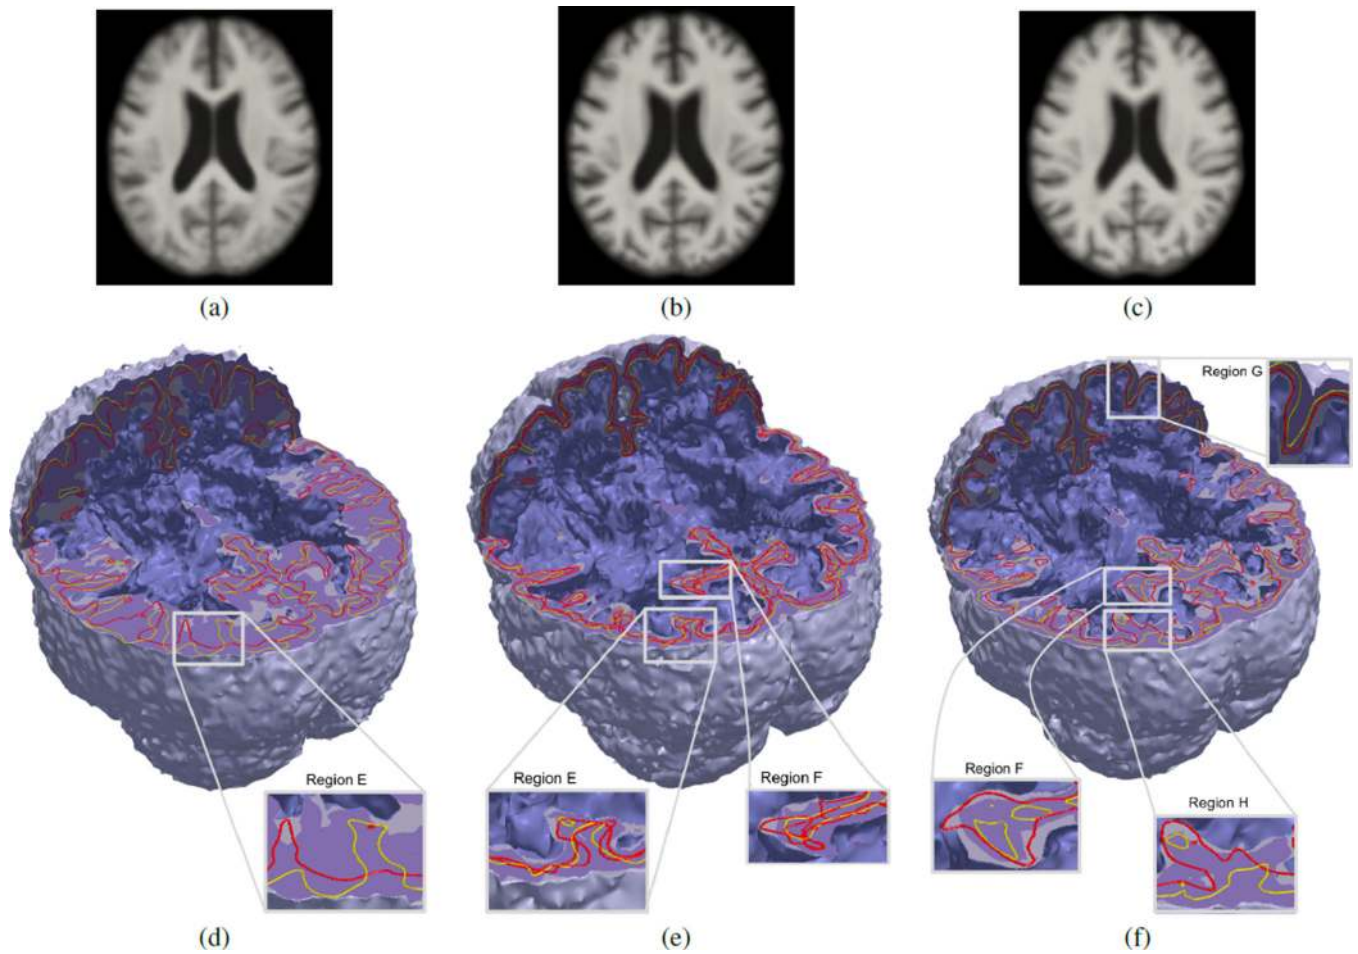 (a)
(b)
(c)
Region G
Region E
Region E
Region F
Region F
Region H
(d)
(e)
(f)